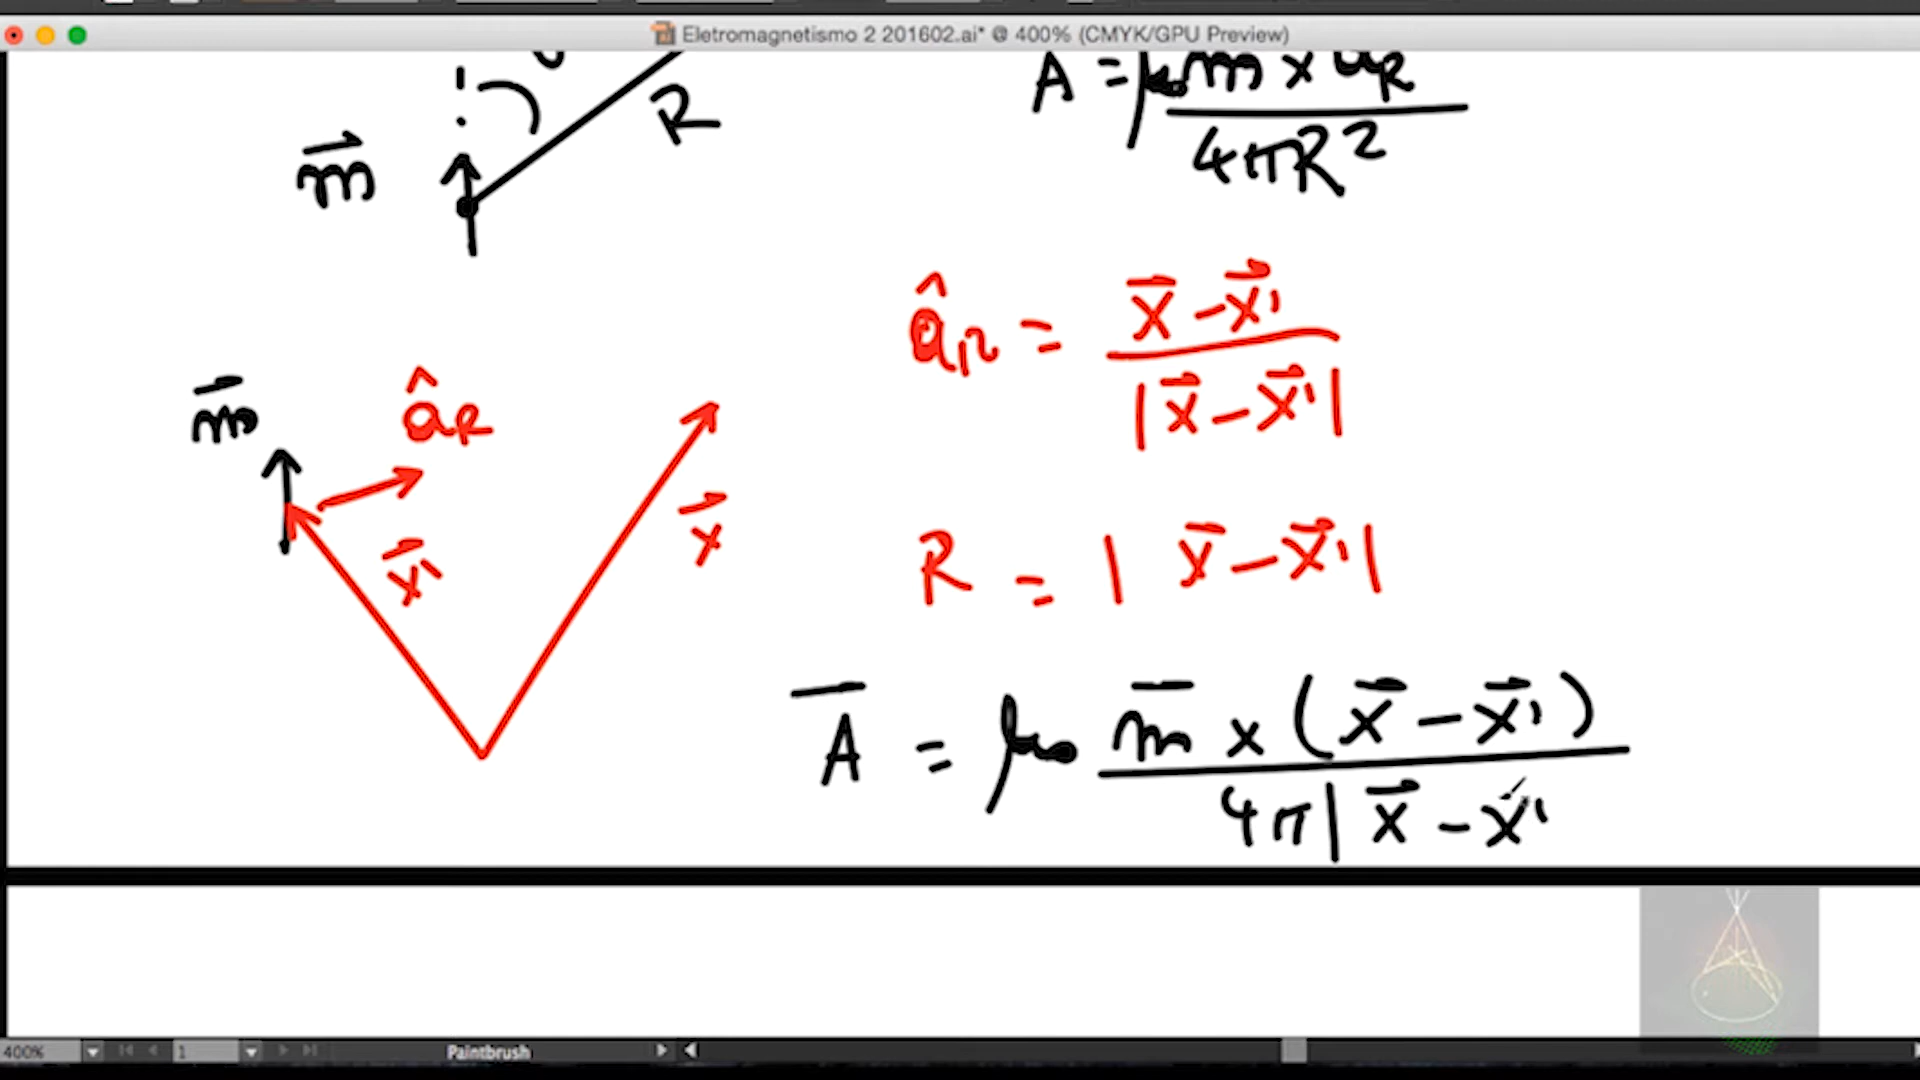 Eletromagnetismo 2 201602.ai* @ 400% (CMYK/GPU Preview)
A = μ₀ m × a_R
4πR²
R
m⃗
â_R = x⃗ - x⃗'
|x⃗ - x⃗'|
m⃗
â_R
x⃗
x⃗'
R = | x⃗ - x⃗'|
A⃗ = μ₀ m⃗ × (x⃗ - x⃗')
4π|x⃗ - x⃗'
400%
1
Paintbrush